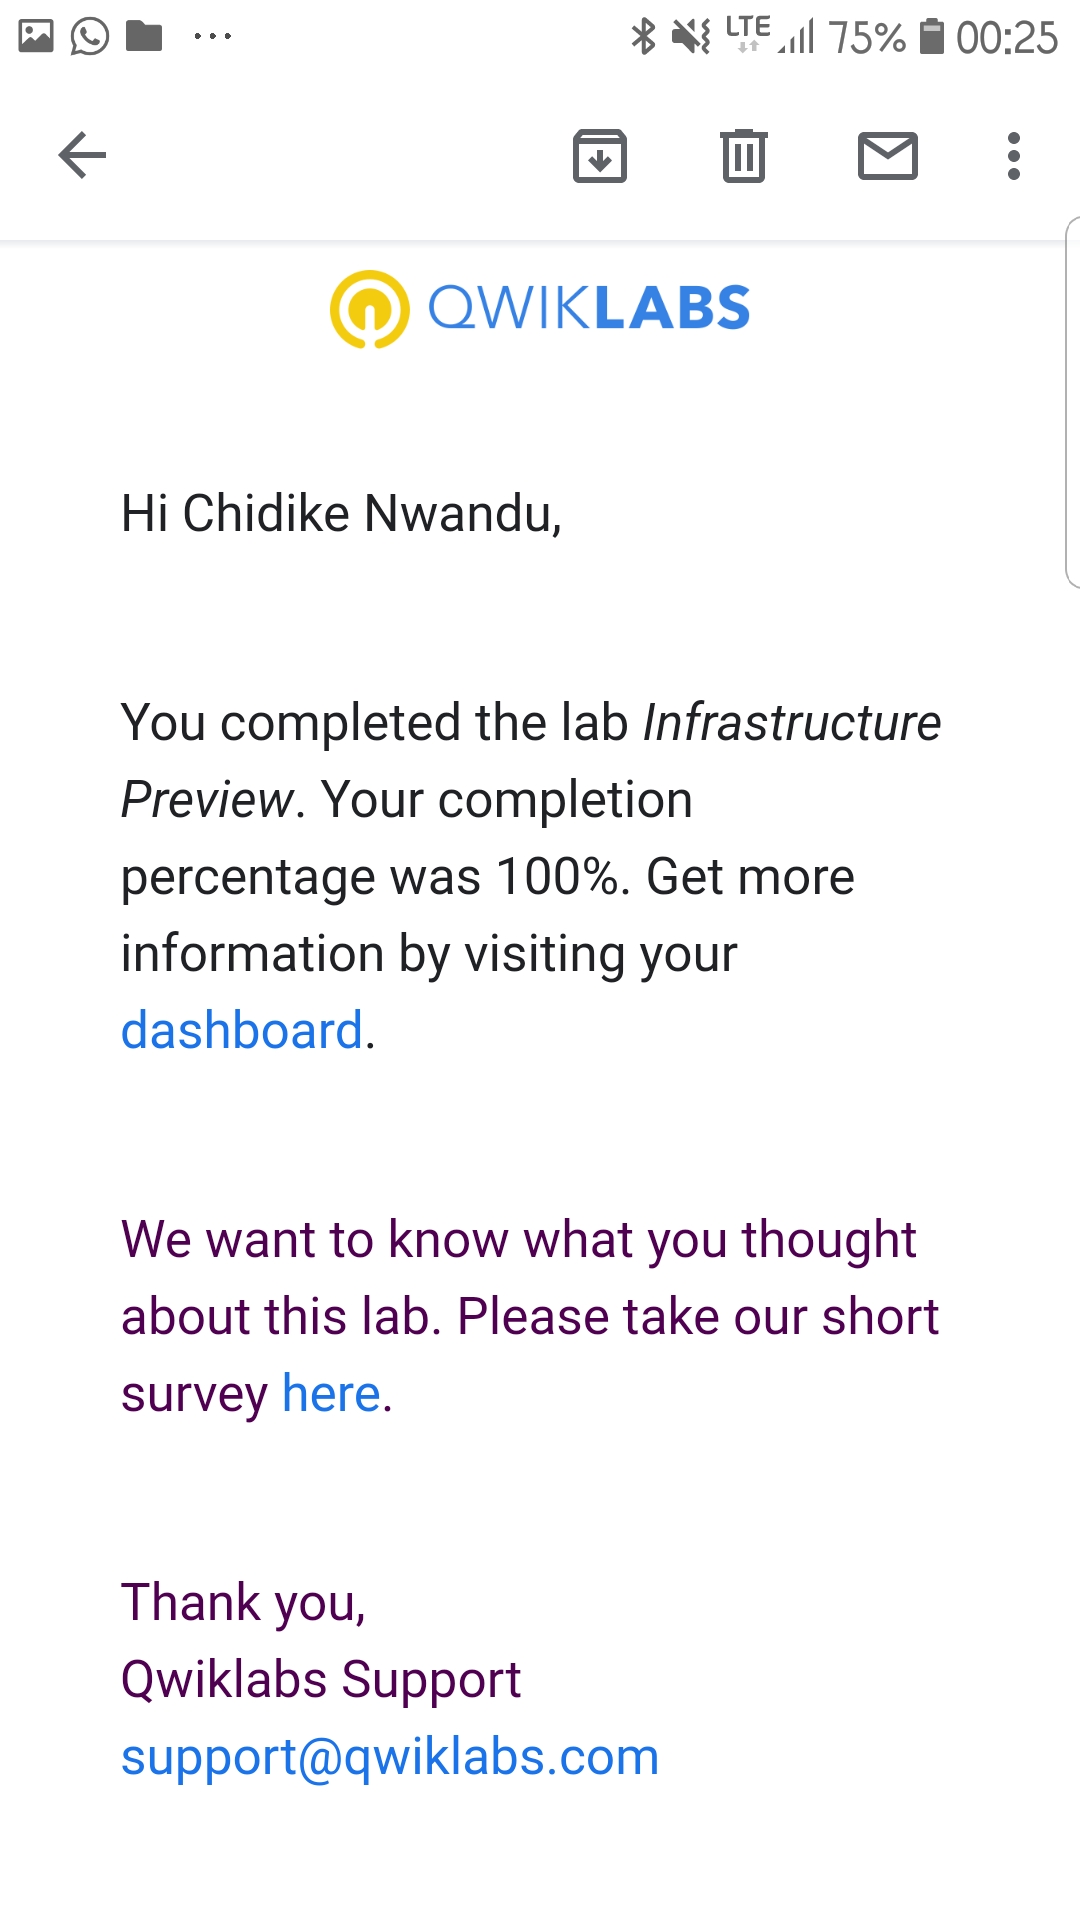 LTE 75% 00:25
QWIKLABS
Hi Chidike Nwandu,
You completed the lab Infrastructure
Preview. Your completion
percentage was 100%. Get more
information by visiting your
dashboard.
We want to know what you thought
about this lab. Please take our short
survey here.
Thank you,
Qwiklabs Support
support@qwiklabs.com